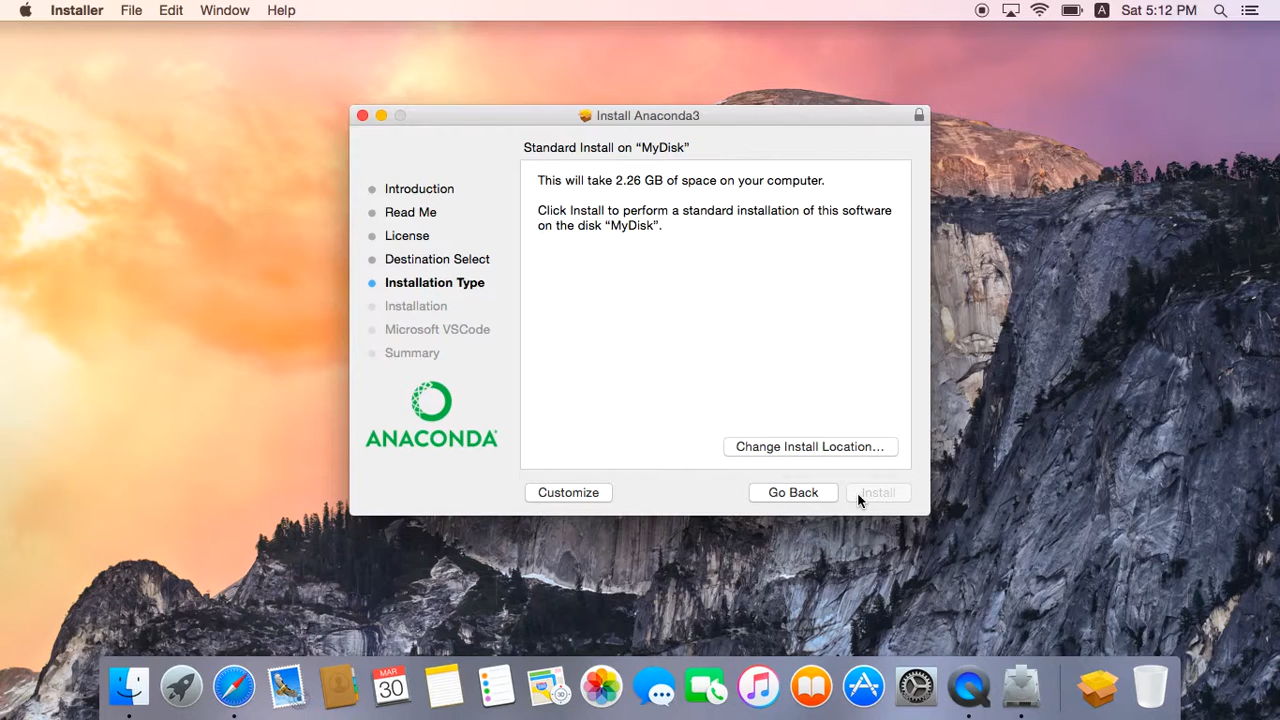 Installer File Edit Window Help A Sat 5:12 PM
Install Anaconda3
Standard Install on “MyDisk”
This will take 2.26 GB of space on your computer.
Click Install to perform a standard installation of this software
on the disk “MyDisk”.
Introduction
Read Me
License
Destination Select
Installation Type
Installation
Microsoft VSCode
Summary
ANACONDA
Change Install Location...
Customize Go Back Install
MAR
30